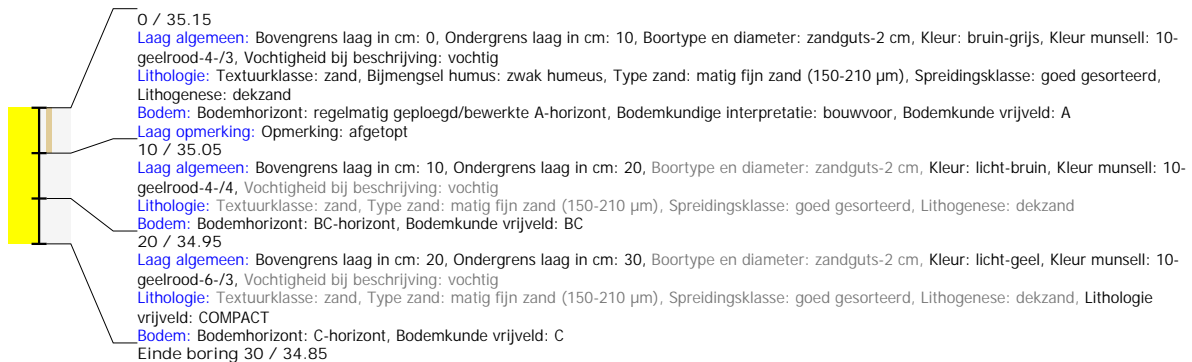 0 / 35.15
Laag algemeen: Bovengrens laag in cm: 0, Ondergrens laag in cm: 10, Boortype en diameter: zandguts-2 cm, Kleur: bruin-grijs, Kleur munsell: 10-
geelrood-4-/3, Vochtigheid bij beschrijving: vochtig
Lithologie: Textuurklasse: zand, Bijmengsel humus: zwak humeus, Type zand: matig fijn zand (150-210 µm), Spreidingsklasse: goed gesorteerd,
Lithogenese: dekzand
Bodem: Bodemhorizont: regelmatig geploegd/bewerkte A-horizont, Bodemkundige interpretatie: bouwvoor, Bodemkunde vrijveld: A
Laag opmerking: Opmerking: afgetopt
10 / 35.05
Laag algemeen: Bovengrens laag in cm: 10, Ondergrens laag in cm: 20, Boortype en diameter: zandguts-2 cm, Kleur: licht-bruin, Kleur munsell: 10-
geelrood-4-/4, Vochtigheid bij beschrijving: vochtig
Lithologie: Textuurklasse: zand, Type zand: matig fijn zand (150-210 µm), Spreidingsklasse: goed gesorteerd, Lithogenese: dekzand
Bodem: Bodemhorizont: BC-horizont, Bodemkunde vrijveld: BC
20 / 34.95
Laag algemeen: Bovengrens laag in cm: 20, Ondergrens laag in cm: 30, Boortype en diameter: zandguts-2 cm, Kleur: licht-geel, Kleur munsell: 10-
geelrood-6-/3, Vochtigheid bij beschrijving: vochtig
Lithologie: Textuurklasse: zand, Type zand: matig fijn zand (150-210 µm), Spreidingsklasse: goed gesorteerd, Lithogenese: dekzand, Lithologie
vrijveld: COMPACT
Bodem: Bodemhorizont: C-horizont, Bodemkunde vrijveld: C
Einde boring 30 / 34.85